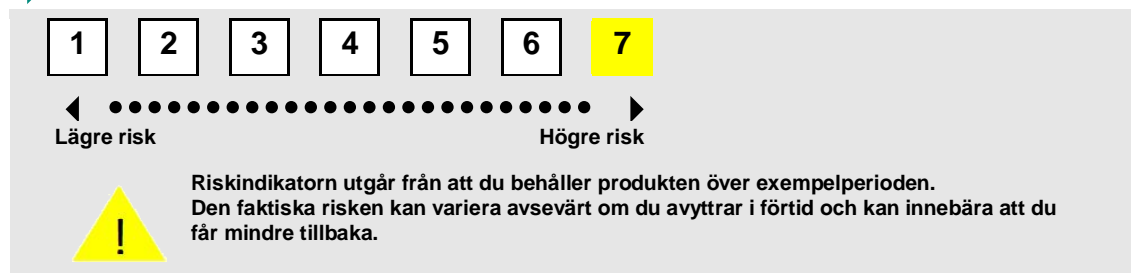 1 2 3 4 5 6 7
Lägre risk Högre risk
Riskindikatorn utgår från att du behåller produkten över exempelperioden.
Den faktiska risken kan variera avsevärt om du avyttrar i förtid och kan innebära att du
får mindre tillbaka.
!